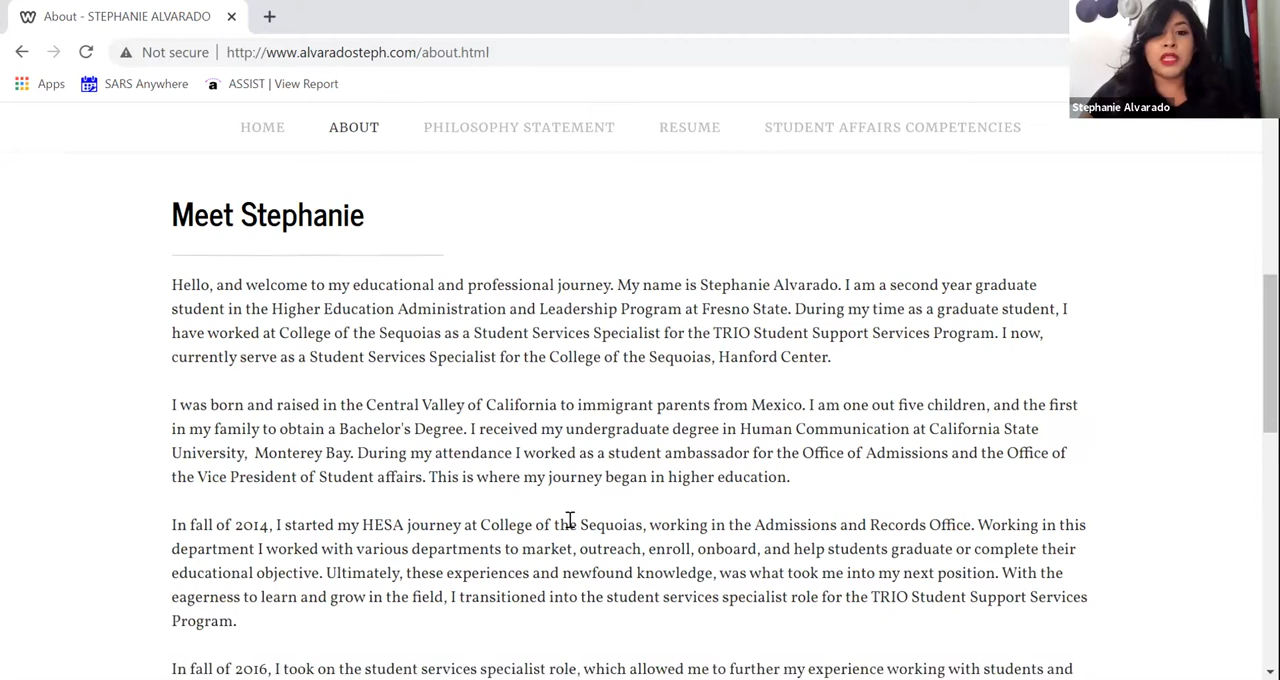 About - STEPHANIE ALVARADO
Not secure
http://www.alvaradosteph.com/about.html
Apps
SARS Anywhere
ASSIST | View Report
Stephanie Alvarado
HOME
ABOUT
PHILOSOPHY STATEMENT
RESUME
STUDENT AFFAIRS COMPETENCIES
Meet Stephanie
Hello, and welcome to my educational and professional journey. My name is Stephanie Alvarado. I am a second year graduate
student in the Higher Education Administration and Leadership Program at Fresno State. During my time as a graduate student, I
have worked at College of the Sequoias as a Student Services Specialist for the TRIO Student Support Services Program. I now,
currently serve as a Student Services Specialist for the College of the Sequoias, Hanford Center.
I was born and raised in the Central Valley of California to immigrant parents from Mexico. I am one out five children, and the first
in my family to obtain a Bachelor's Degree. I received my undergraduate degree in Human Communication at California State
University, Monterey Bay. During my attendance I worked as a student ambassador for the Office of Admissions and the Office of
the Vice President of Student affairs. This is where my journey began in higher education.
In fall of 2014, I started my HESA journey at College of the Sequoias, working in the Admissions and Records Office. Working in this
department I worked with various departments to market, outreach, enroll, onboard, and help students graduate or complete their
educational objective. Ultimately, these experiences and newfound knowledge, was what took me into my next position. With the
eagerness to learn and grow in the field, I transitioned into the student services specialist role for the TRIO Student Support Services
Program.
In fall of 2016, I took on the student services specialist role, which allowed me to further my experience working with students and